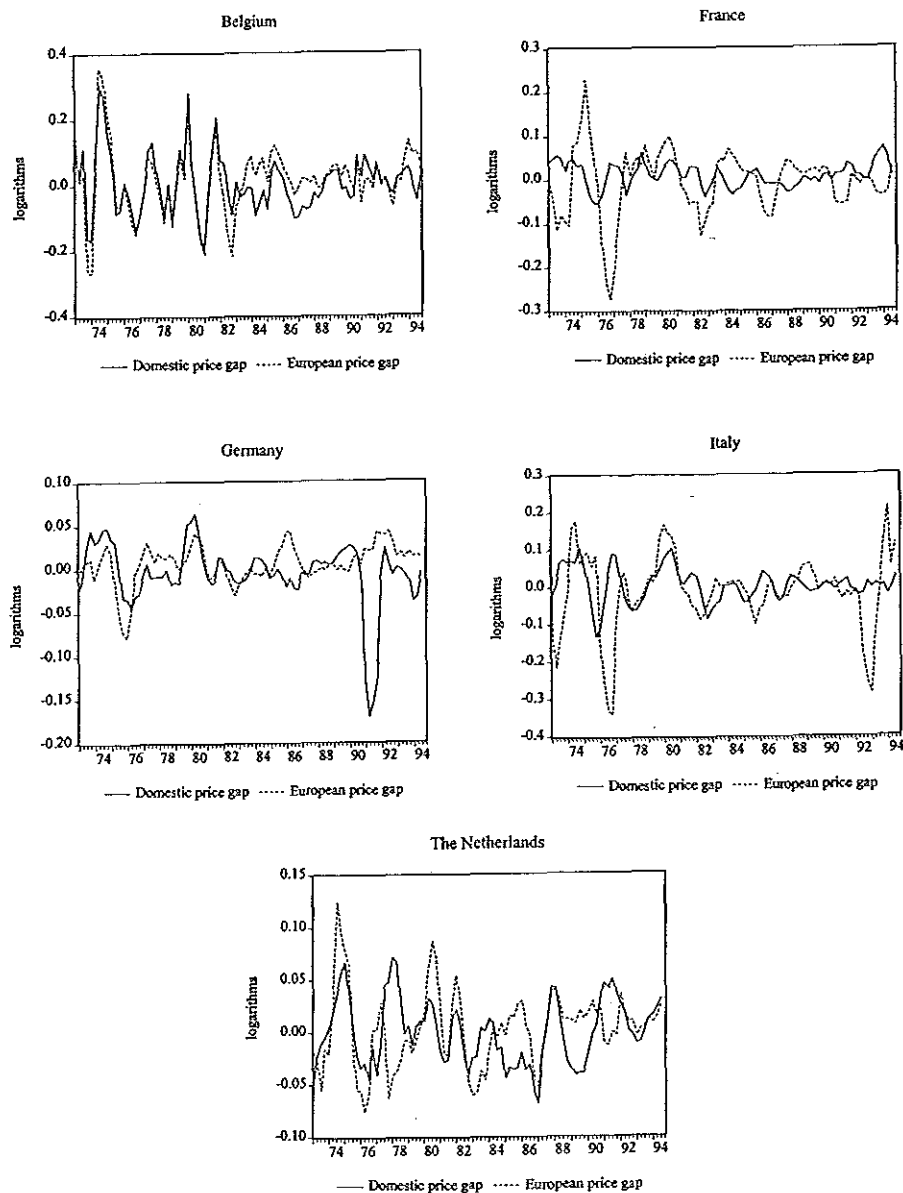 Belgium
0.4
0.2
0.0
-0.2
-0.4
logarithms
74 76 78 80 82 84 86 88 90 92 94
Domestic price gap European price gap
France
0.3
0.2
0.1
0.0
-0.1
-0.2
-0.3
logarithms
74 76 78 80 82 84 86 88 90 92 94
Domestic price gap European price gap
Germany
0.10
0.05
0.00
-0.05
-0.10
-0.15
-0.20
logarithms
74 76 78 80 82 84 86 88 90 92 94
Domestic price gap European price gap
Italy
0.3
0.2
0.1
0.0
-0.1
-0.2
-0.3
-0.4
logarithms
74 76 78 80 82 84 86 88 90 92 94
Domestic price gap European price gap
The Netherlands
0.15
0.10
0.05
0.00
-0.05
-0.10
logarithms
74 76 78 80 82 84 86 88 90 92 94
Domestic price gap European price gap